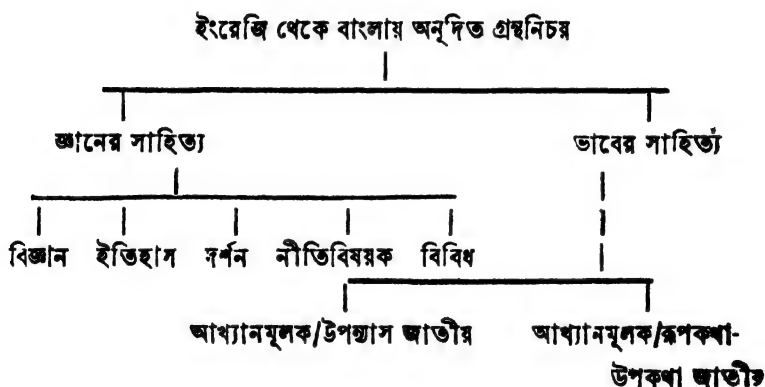 ইংরেজি থেকে বাংলায় অনূদিত গ্রন্থনিচয়
জ্ঞানের সাহিত্য ভাবের সাহিত্য
বিজ্ঞান ইতিহাস দর্শন নীতিবিষয়ক বিবিধ
আখ্যানমূলক/উপন্যাস জাতীয় আখ্যানমূলক/রূপকথা-
উপকথা জাতীয়